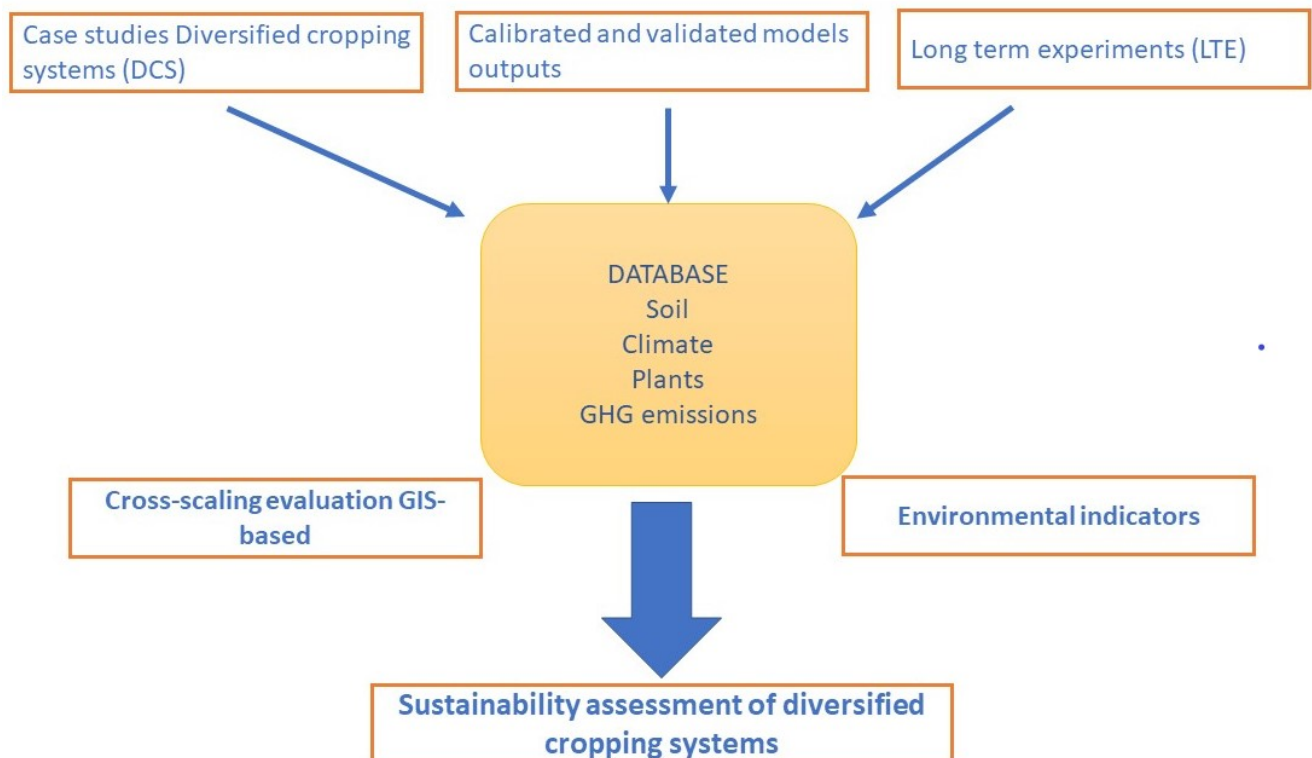 Case studies Diversified cropping
systems (DCS)
Calibrated and validated models
outputs
Long term experiments (LTE)
DATABASE
Soil
Climate
Plants
GHG emissions
Cross-scaling evaluation GIS-
based
Environmental indicators
Sustainability assessment of diversified
cropping systems